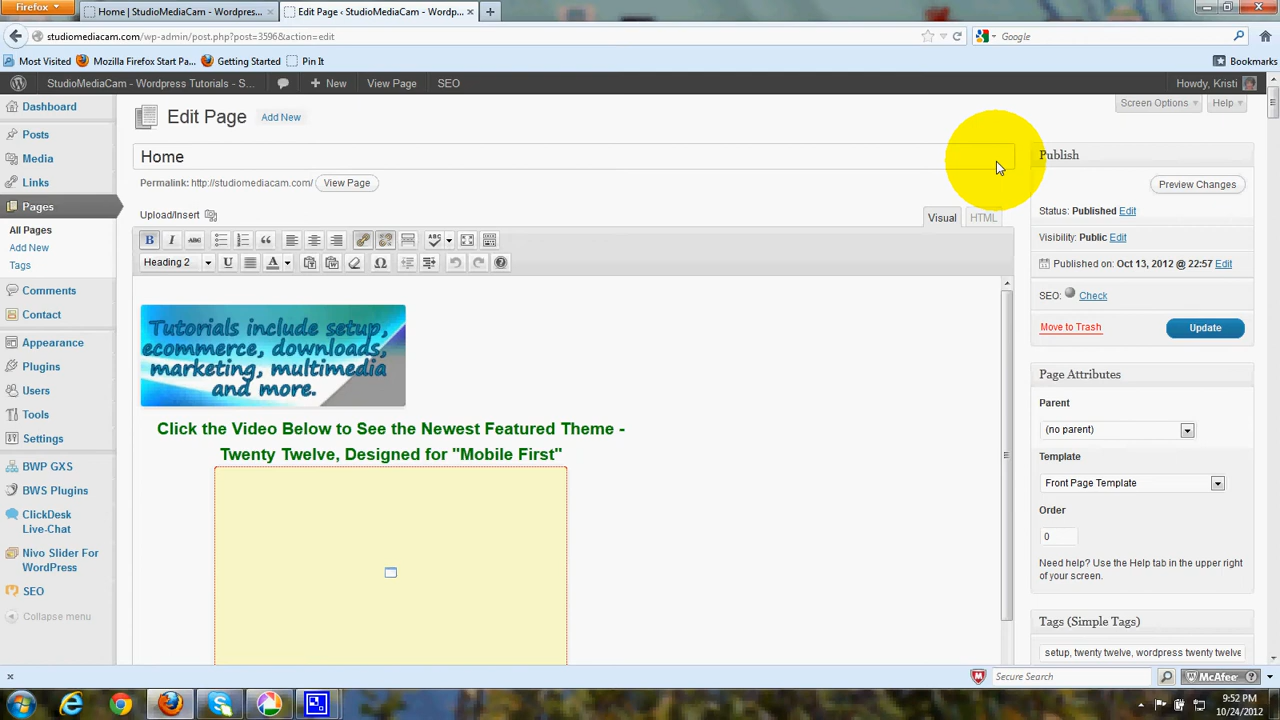 Firefox
Home | StudioMediaCam - Wordpress...
Edit Page ‹ StudioMediaCam - Wordp...
studiomediacam.com/wp-admin/post.php?post=3596&action=edit
Google
Most Visited
Mozilla Firefox Start Pa...
Getting Started
Pin It
Bookmarks
StudioMediaCam - Wordpress Tutorials - S...
New
View Page
SEO
Howdy, Kristi
Dashboard
Posts
Media
Links
Pages
All Pages
Add New
Tags
Comments
Contact
Appearance
Plugins
Users
Tools
Settings
BWP GXS
BWS Plugins
ClickDesk
Live-Chat
Nivo Slider For
WordPress
SEO
Collapse menu
Screen Options
Help
Edit Page
Add New
Home
Permalink: http://studiomediacam.com/
View Page
Upload/Insert
Visual
HTML
B I ABC
ABC
Heading 2
U
A
Tutorials include setup,
ecommerce, downloads,
marketing, multimedia
and more.
Click the Video Below to See the Newest Featured Theme -
Twenty Twelve, Designed for "Mobile First"
Publish
Preview Changes
Status: Published Edit
Visibility: Public Edit
Published on: Oct 13, 2012 @ 22:57 Edit
SEO: Check
Move to Trash
Update
Page Attributes
Parent
(no parent)
Template
Front Page Template
Order
0
Need help? Use the Help tab in the upper right
of your screen.
Tags (Simple Tags)
setup, twenty twelve, wordpress twenty twelve
Secure Search
McAfee
9:52 PM
10/24/2012